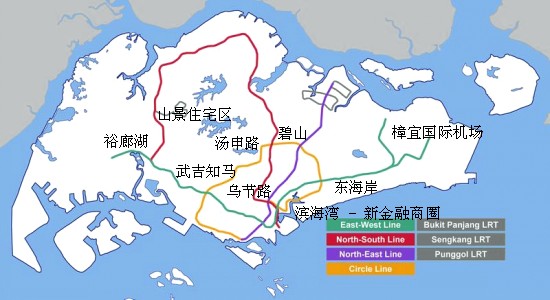 山景住宅区
碧山
樟宜国际机场
裕廊湖
汤申路
武吉知马
乌节路
东海岸
滨海湾 - 新金融商圈
East-West Line
Bukit Panjang LRT
North-South Line
Sengkang LRT
North-East Line
Punggol LRT
Circle Line